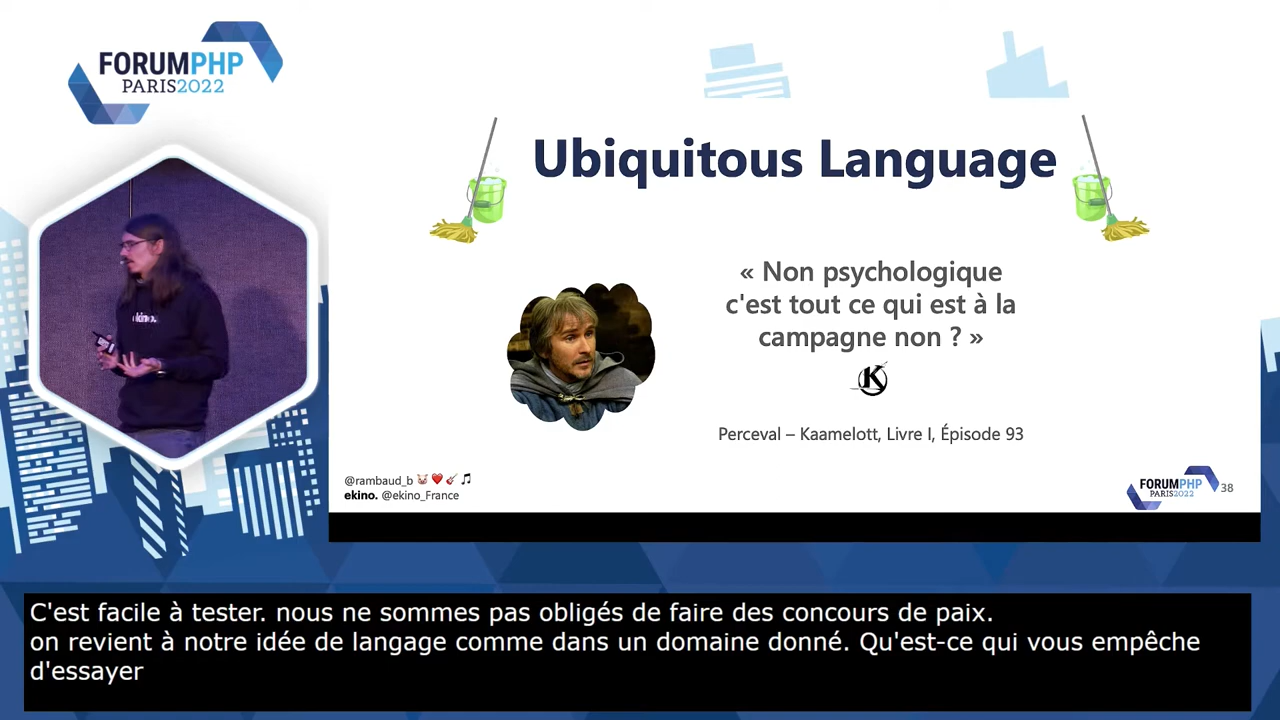 FORUMPHP
PARIS2022
Ubiquitous Language
« Non psychologique
c'est tout ce qui est à la
campagne non ? »
K
Perceval – Kaamelott, Livre I, Épisode 93
@rambaud_b
ekino. @ekino_France
FORUMPHP
PARIS2022
38
ekino.
C'est facile à tester. nous ne sommes pas obligés de faire des concours de paix.
on revient à notre idée de langage comme dans un domaine donné. Qu'est-ce qui vous empêche
d'essayer